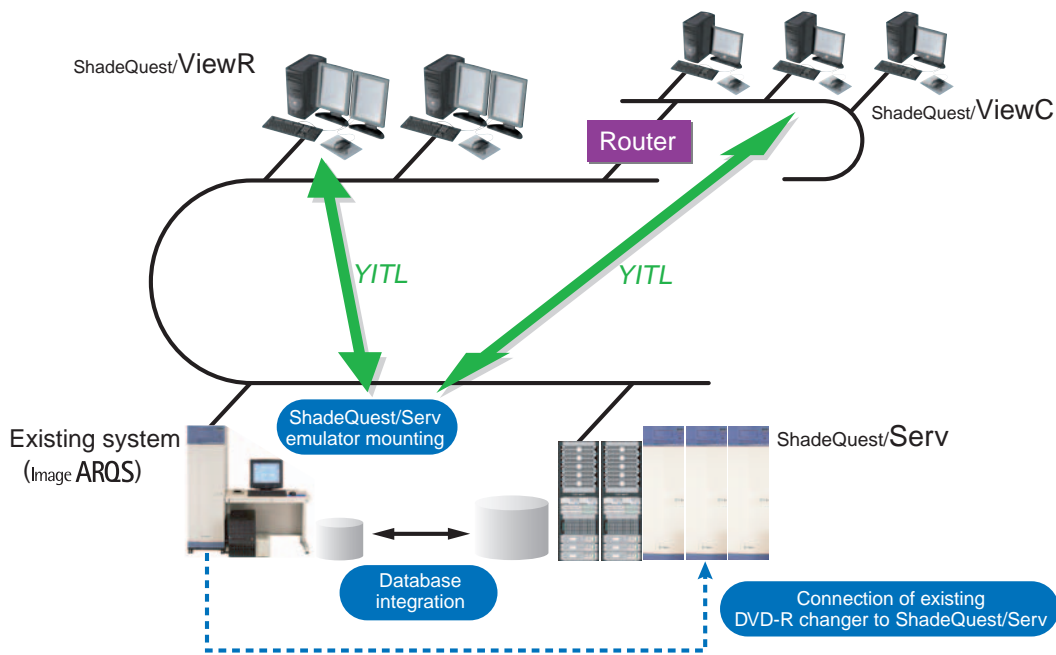 ShadeQuest/ViewR
ShadeQuest/ViewC
Router
YITL
YITL
ShadeQuest/Serv
emulator mounting
Existing system
(Image ARQS)
ShadeQuest/Serv
Database
integration
Connection of existing
DVD-R changer to ShadeQuest/Serv